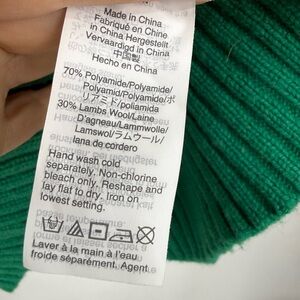 Made in China
Fabriqué en Chine
in China Hergestellt
Vervaardigd in China
中国製
Hecho en China
70% Polyamide/Polyamide/
Polyamid/Polyamide/ポ
リアミド/poliamida
30% Lambs Wool/Laine
D'agneau/Lammwolle/
Lamswol/ラムウール/
lana de cordero
Hand wash cold
separately. Non-chlorine
bleach only. Reshape and
lay flat to dry. Iron on
lowest setting.
Laver à la main à l'eau
froide séparément. Agent